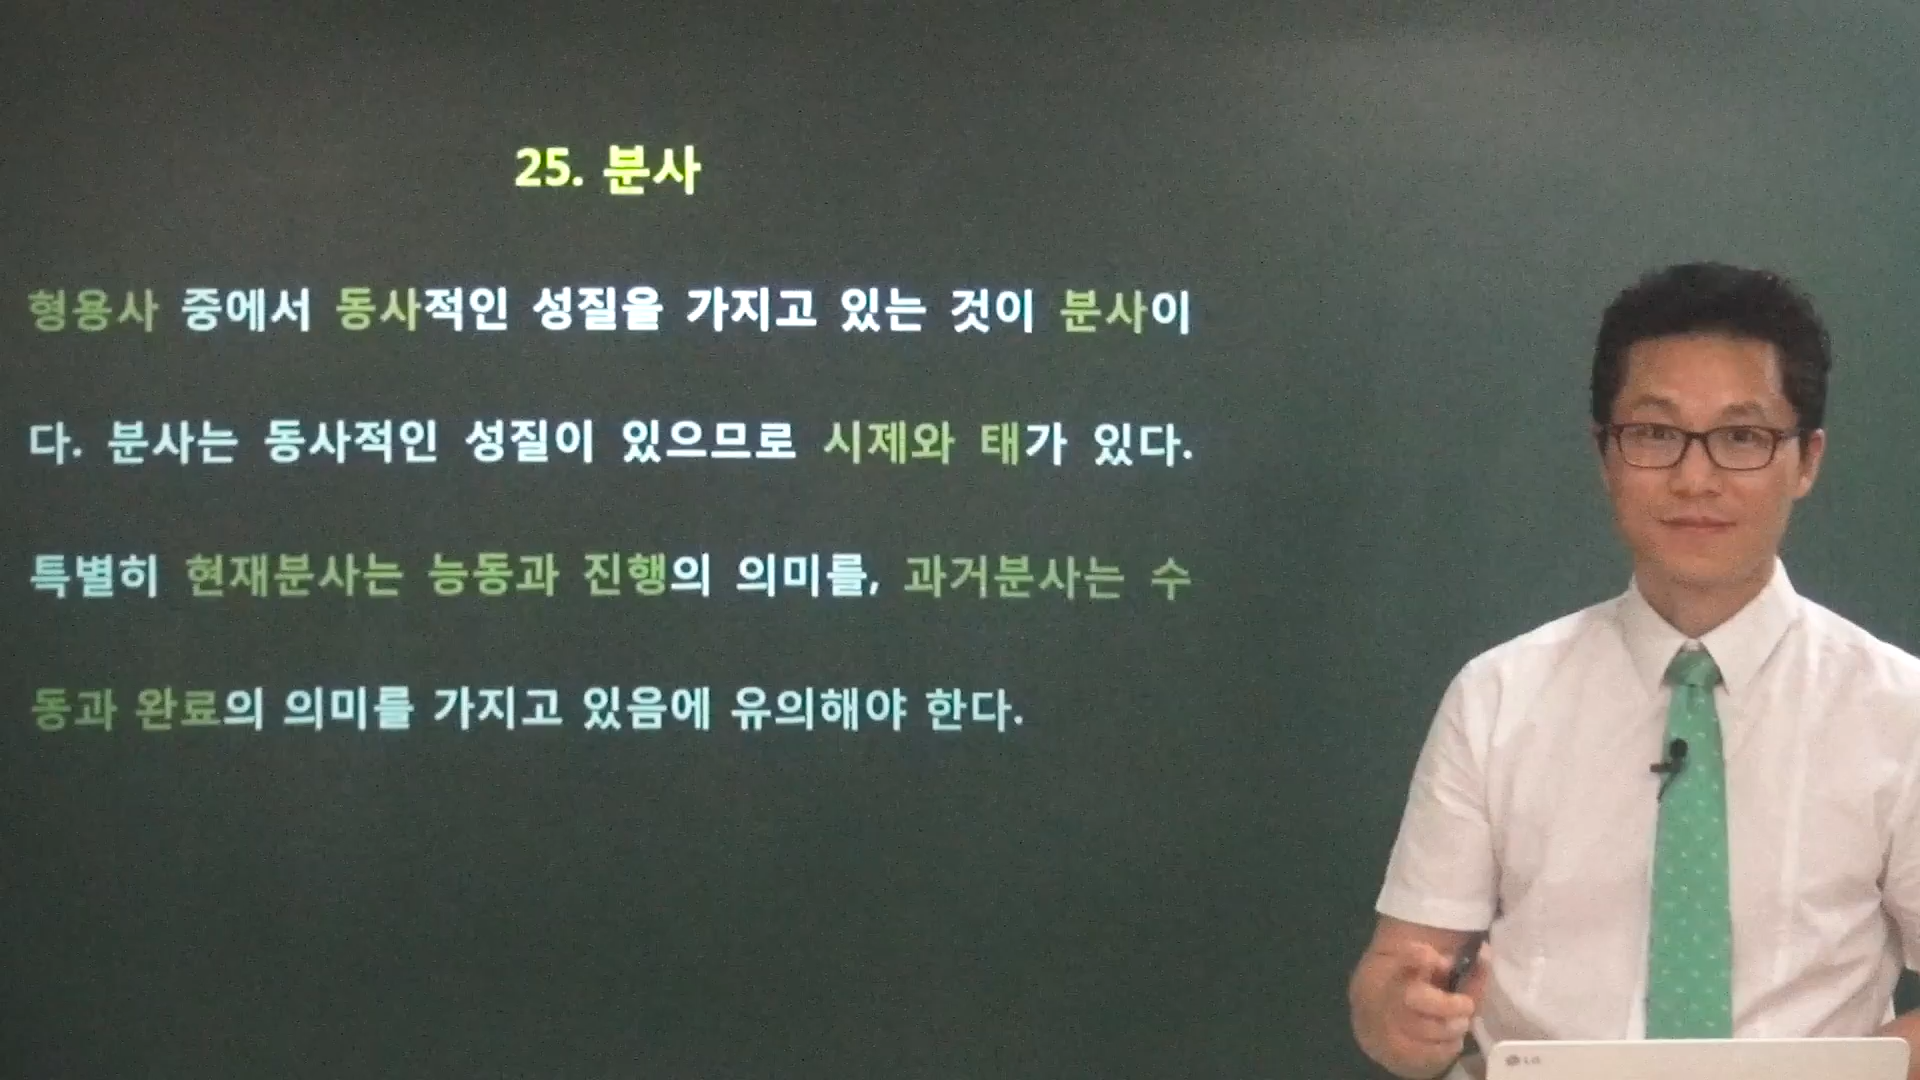 25. 분사
형용사 중에서 동사적인 성질을 가지고 있는 것이 분사이
다. 분사는 동사적인 성질이 있으므로 시제와 태가 있다.
특별히 현재분사는 능동과 진행의 의미를, 과거분사는 수
동과 완료의 의미를 가지고 있음에 유의해야 한다.
LG